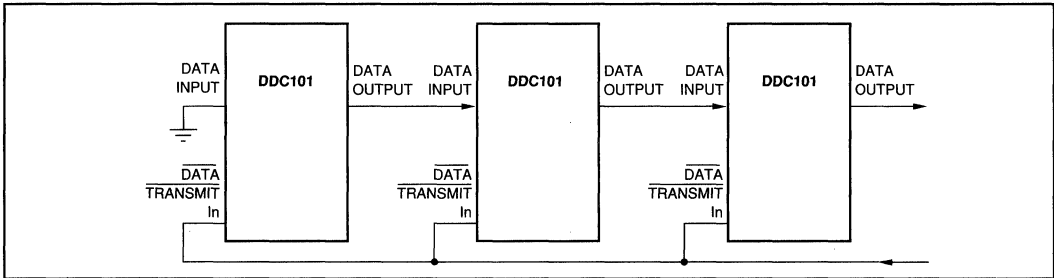 DATA
INPUT
DDC101
DATA
OUTPUT
DATA
INPUT
DDC101
DATA
OUTPUT
DATA
INPUT
DDC101
DATA
OUTPUT
DATA
TRANSMIT
In
DATA
TRANSMIT
In
DATA
TRANSMIT
In